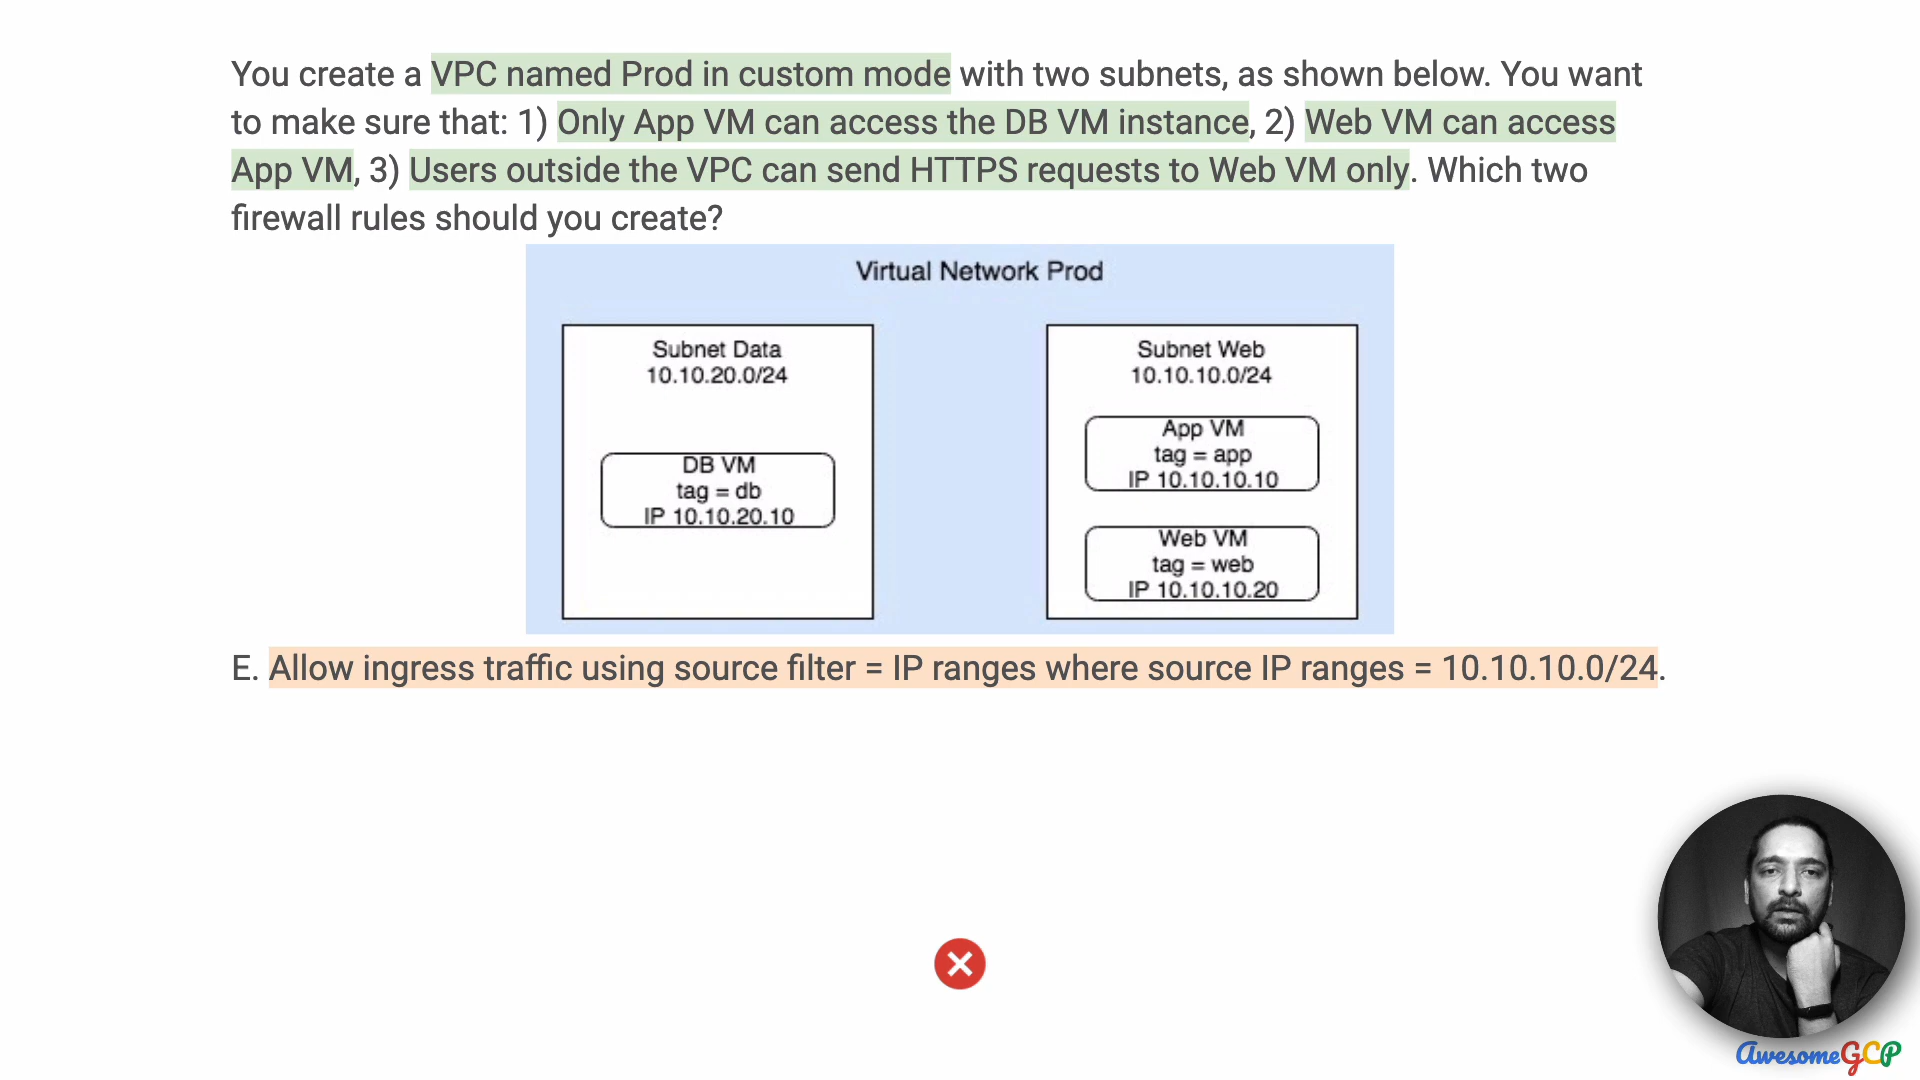 You create a VPC named Prod in custom mode with two subnets, as shown below. You want
to make sure that: 1) Only App VM can access the DB VM instance, 2) Web VM can access
App VM, 3) Users outside the VPC can send HTTPS requests to Web VM only. Which two
firewall rules should you create?
Virtual Network Prod
Subnet Data
10.10.20.0/24
DB VM
tag = db
IP 10.10.20.10
Subnet Web
10.10.10.0/24
App VM
tag = app
IP 10.10.10.10
Web VM
tag = web
IP 10.10.10.20
E. Allow ingress traffic using source filter = IP ranges where source IP ranges = 10.10.10.0/24.
AwesomeGCP